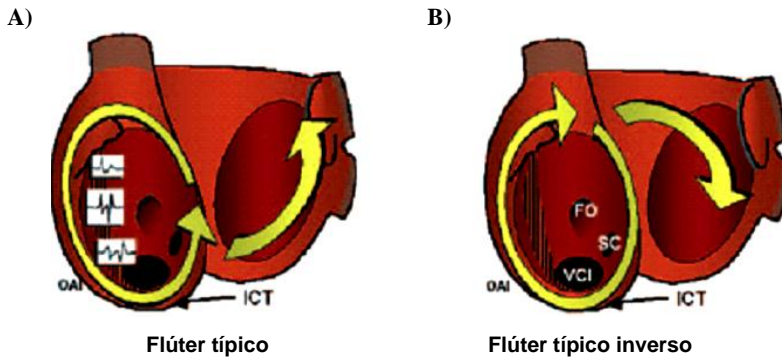 A)
B)
FO
SC
VCI
OAI
ICT
OAI
ICT
Flúter típico
Flúter típico inverso